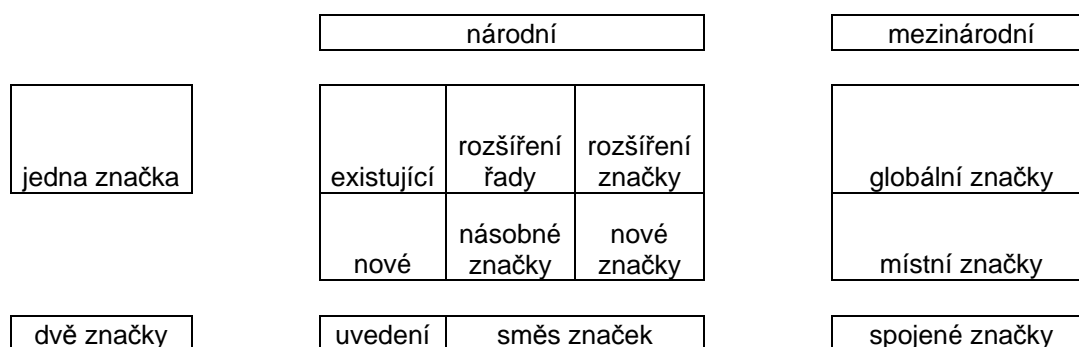 národní mezinárodní
jedna značka existující rozšíření řady rozšíření značky globální značky
nové násobné značky nové značky místní značky
dvě značky uvedení směs značek spojené značky